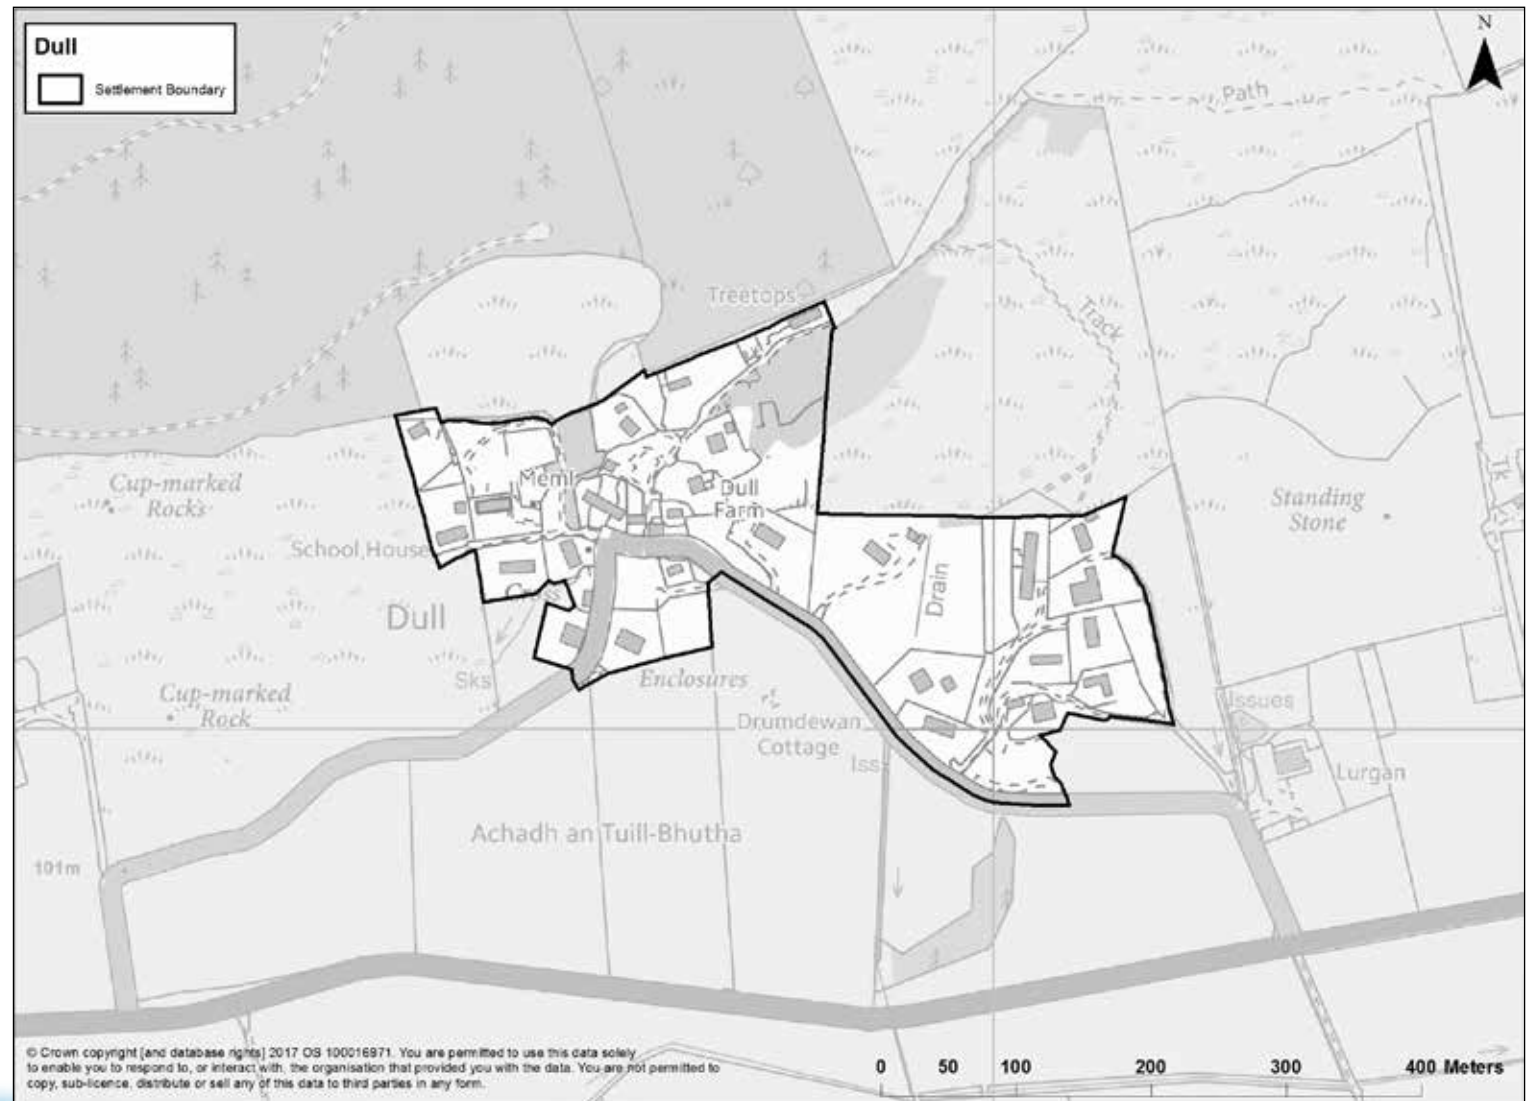 Dull
Settlement Boundary
N
Path
Treetops
Track
Cup-marked
Rocks
Meml
Dull
Farm
Standing
Stone
School House
Drain
Dull
Cup-marked
Rock
Sks
Enclosures
Issues
Drumdewan
Cottage
Iss
Lurgan
Achadh an Tuill-Bhutha
101m
© Crown copyright [and database rights] 2017 OS 100016971. You are permitted to use this data solely
to enable you to respond to, or interact with, the organisation that provided you with the data. You are not permitted to
copy, sub-licence, distribute or sell any of this data to third parties in any form.
0 50 100 200 300 400 Meters